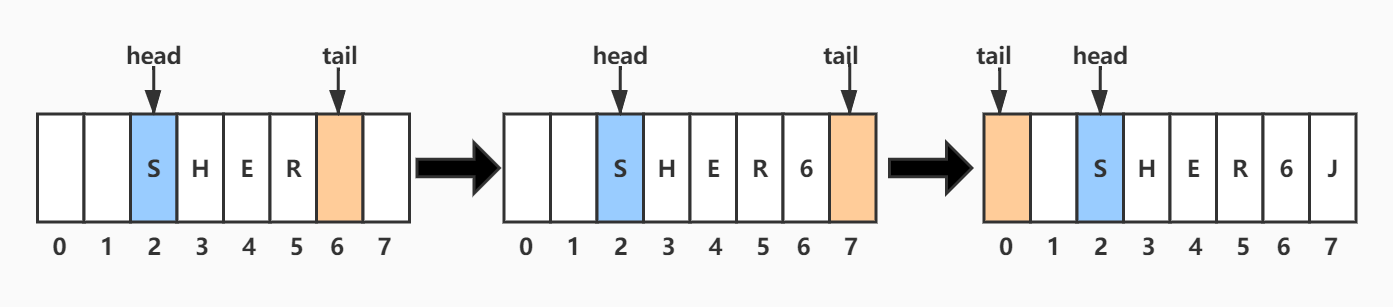 head tail head tail tail head
S H E R S H E R 6 S H E R 6 J
0 1 2 3 4 5 6 7 0 1 2 3 4 5 6 7 0 1 2 3 4 5 6 7